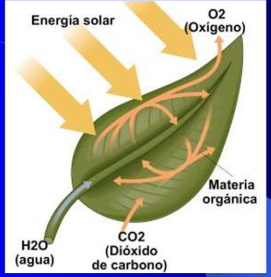 Energía solar
O2
(Oxígeno)
Materia
orgánica
H2O
(agua)
CO2
(Dióxido
de carbono)